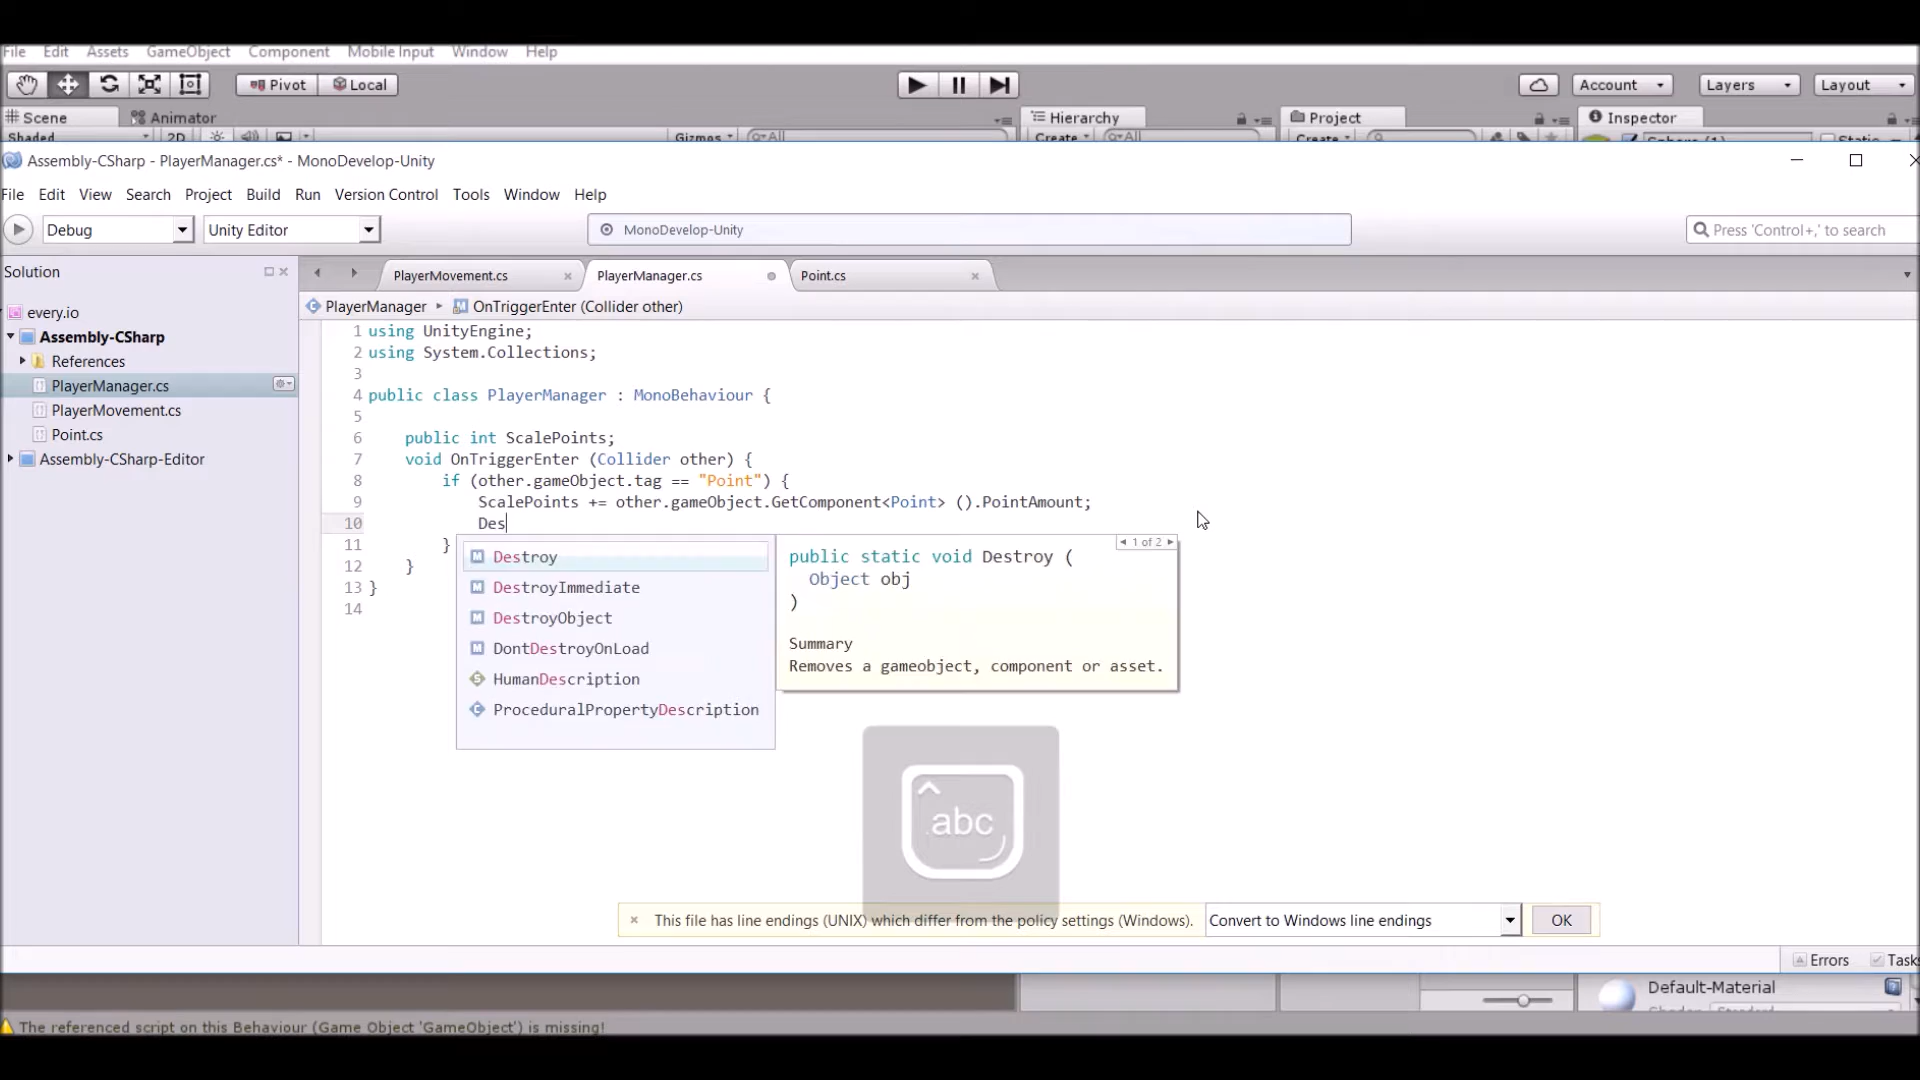 File Edit Assets GameObject Component Mobile Input Window Help
Pivot Local Account Layers Layout
Scene Animator Hierarchy Project Inspector
Shaded 2D Gizmos All Create All Create
Assembly-CSharp - PlayerManager.cs* - MonoDevelop-Unity
File Edit View Search Project Build Run Version Control Tools Window Help
Debug Unity Editor MonoDevelop-Unity Press 'Control+,' to search
Solution PlayerMovement.cs PlayerManager.cs Point.cs
PlayerManager OnTriggerEnter (Collider other)
every.io
Assembly-CSharp
References
PlayerManager.cs
PlayerMovement.cs
Point.cs
Assembly-CSharp-Editor
1 using UnityEngine;
2 using System.Collections;
3
4 public class PlayerManager : MonoBehaviour {
5
6 public int ScalePoints;
7 void OnTriggerEnter (Collider other) {
8 if (other.gameObject.tag == "Point") {
9 ScalePoints += other.gameObject.GetComponent<Point> ().PointAmount;
10 Des
11 }
12 }
13 }
14
Destroy
DestroyImmediate
DestroyObject
DontDestroyOnLoad
HumanDescription
ProceduralPropertyDescription
1 of 2
public static void Destroy (
Object obj
)
Summary
Removes a gameobject, component or asset.
abc
This file has line endings (UNIX) which differ from the policy settings (Windows). Convert to Windows line endings OK
Errors Tasks
Default-Material
The referenced script on this Behaviour (Game Object 'GameObject') is missing!